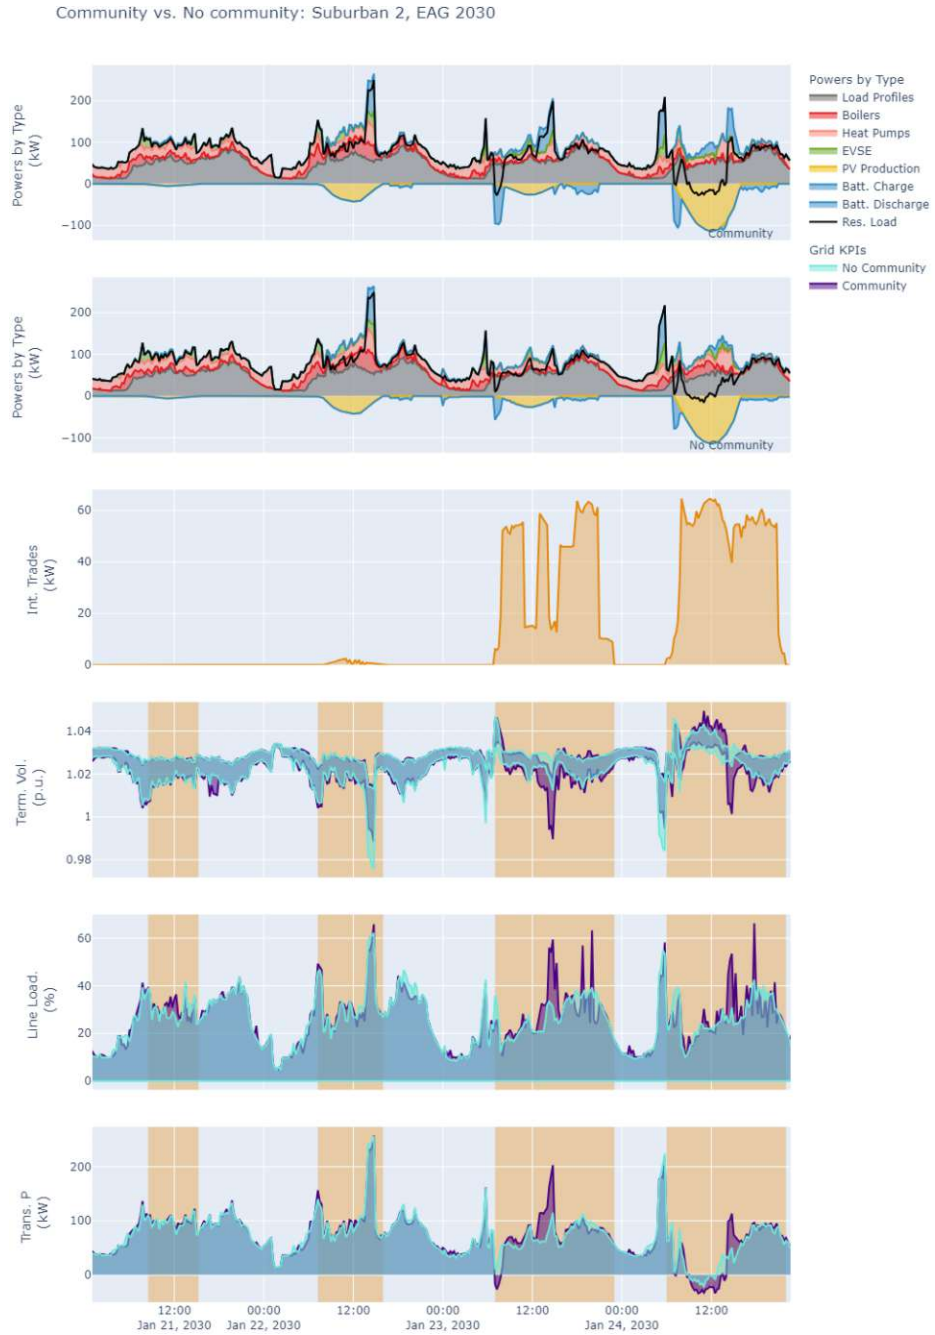 Community vs. No community: Suburban 2, EAG 2030
Powers by Type
(kW)
200
100
0
−100
Community
Powers by Type
Load Profiles
Boilers
Heat Pumps
EVSE
PV Production
Batt. Charge
Batt. Discharge
Res. Load
Grid KPIs
No Community
Community
Powers by Type
(kW)
200
100
0
−100
No Community
Int. Trades
(kW)
60
40
20
0
Term. Vol.
(p.u.)
1.04
1.02
1
0.98
Line Load.
(%)
60
40
20
0
Trans. P
(kW)
200
100
0
12:00 00:00 12:00 00:00 12:00 00:00 12:00
Jan 21, 2030 Jan 22, 2030 Jan 23, 2030 Jan 24, 2030